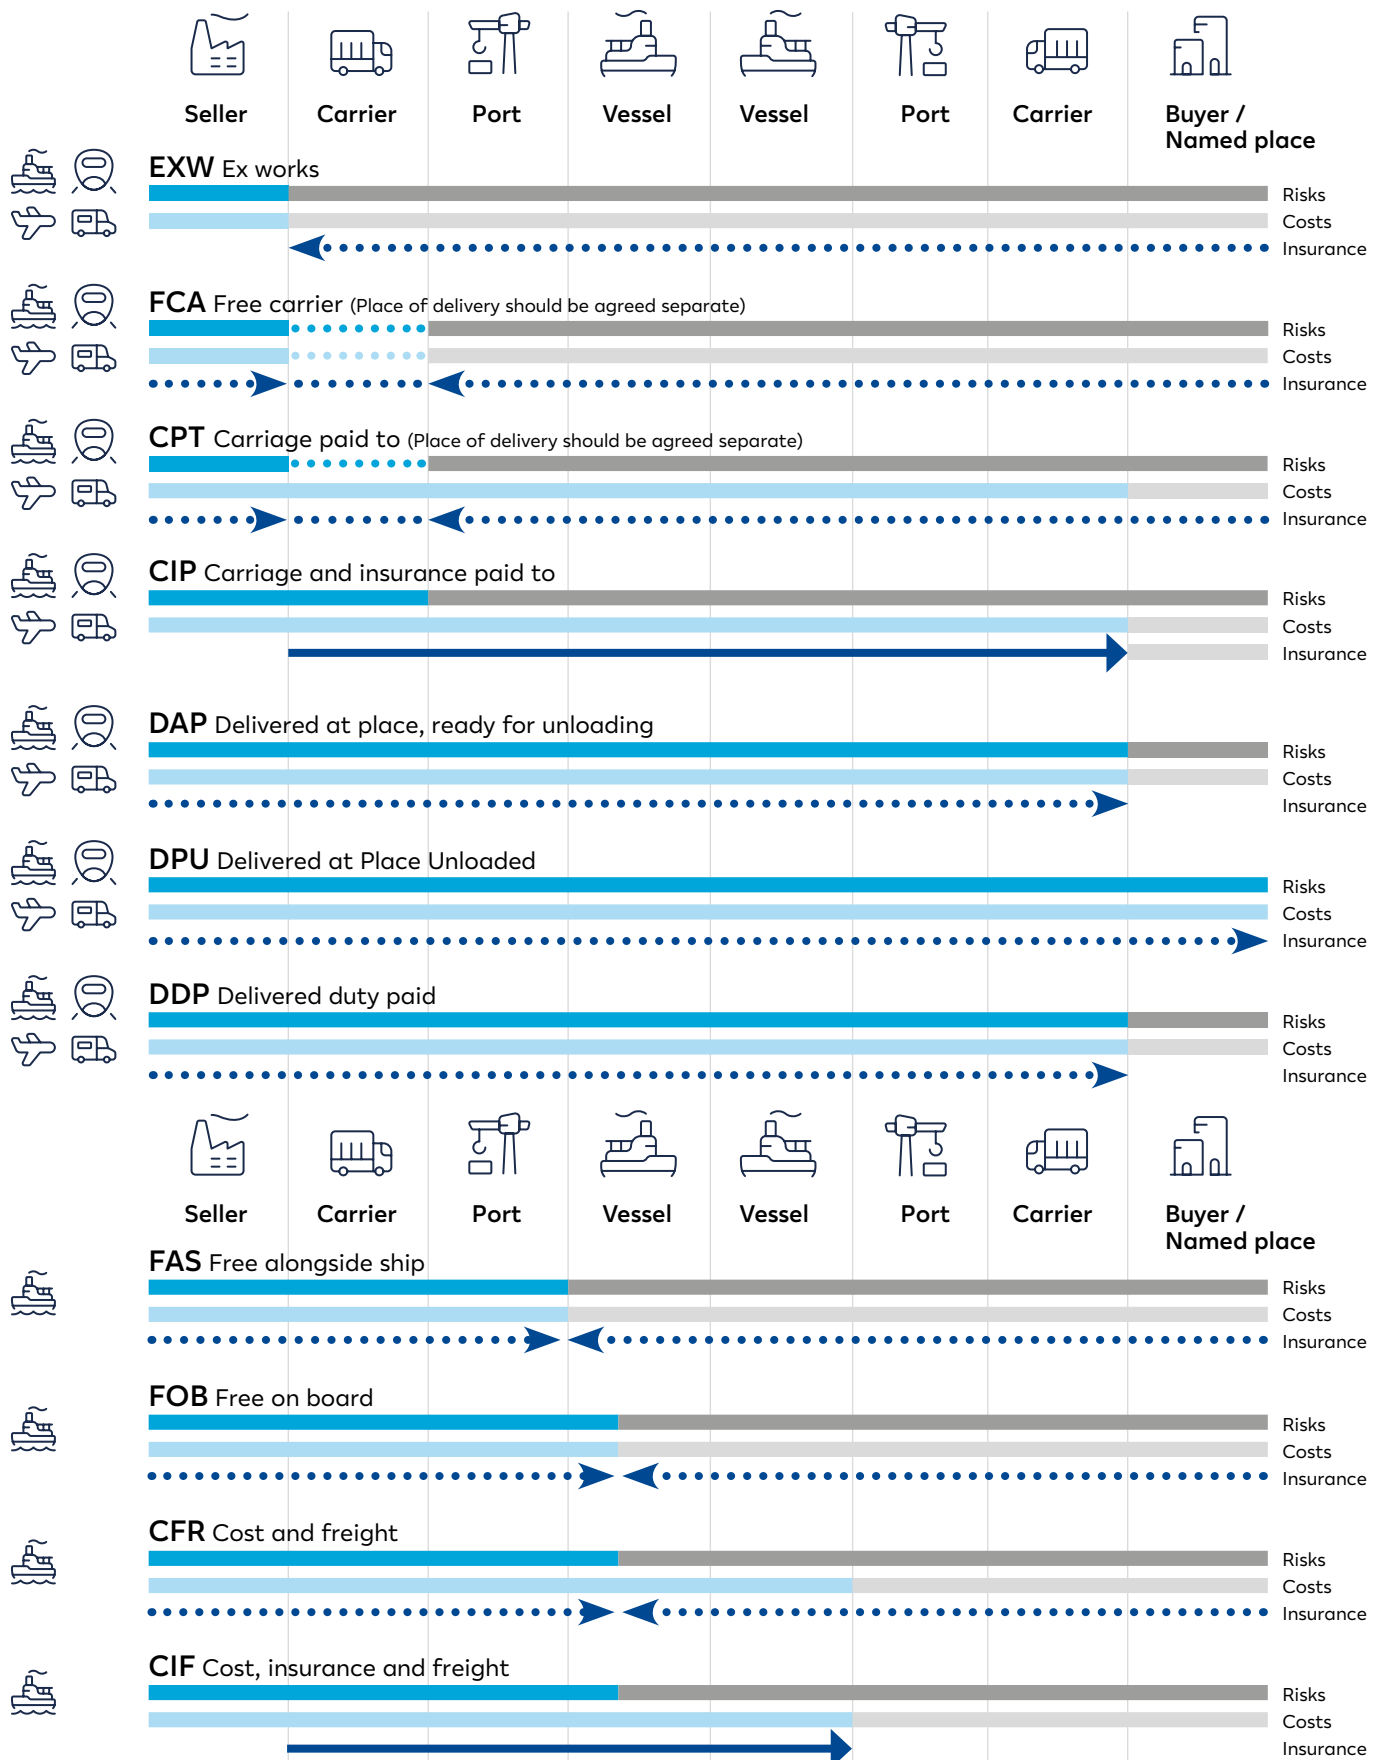 Seller Carrier Port Vessel Vessel Port Carrier Buyer /
Named place
EXW Ex works
Risks
Costs
Insurance
FCA Free carrier (Place of delivery should be agreed separate)
Risks
Costs
Insurance
CPT Carriage paid to (Place of delivery should be agreed separate)
Risks
Costs
Insurance
CIP Carriage and insurance paid to
Risks
Costs
Insurance
DAP Delivered at place, ready for unloading
Risks
Costs
Insurance
DPU Delivered at Place Unloaded
Risks
Costs
Insurance
DDP Delivered duty paid
Risks
Costs
Insurance
Seller Carrier Port Vessel Vessel Port Carrier Buyer /
Named place
FAS Free alongside ship
Risks
Costs
Insurance
FOB Free on board
Risks
Costs
Insurance
CFR Cost and freight
Risks
Costs
Insurance
CIF Cost, insurance and freight
Risks
Costs
Insurance